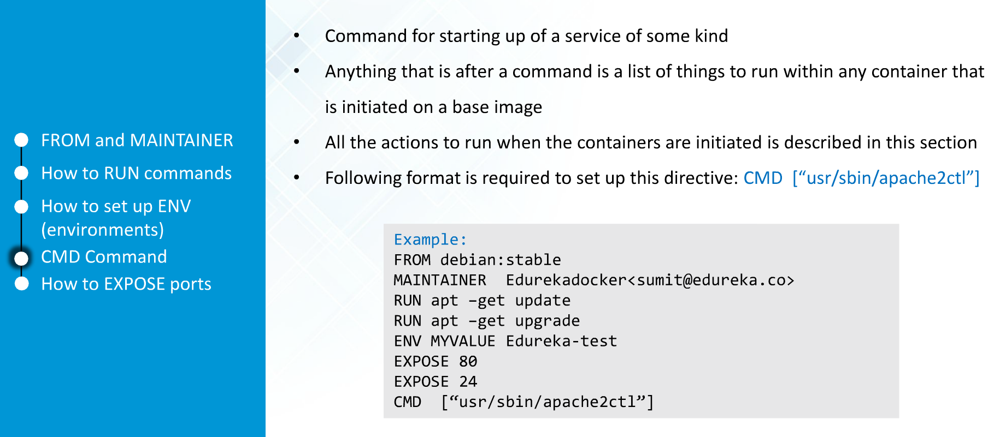 FROM and MAINTAINER
How to RUN commands
How to set up ENV
(environments)
CMD Command
How to EXPOSE ports
• Command for starting up of a service of some kind
• Anything that is after a command is a list of things to run within any container that
is initiated on a base image
• All the actions to run when the containers are initiated is described in this section
• Following format is required to set up this directive: CMD  [“usr/sbin/apache2ctl”]
Example:
FROM debian:stable
MAINTAINER  Edurekadocker<sumit@edureka.co>
RUN apt –get update
RUN apt –get upgrade
ENV MYVALUE Edureka-test
EXPOSE 80
EXPOSE 24
CMD  [“usr/sbin/apache2ctl”]